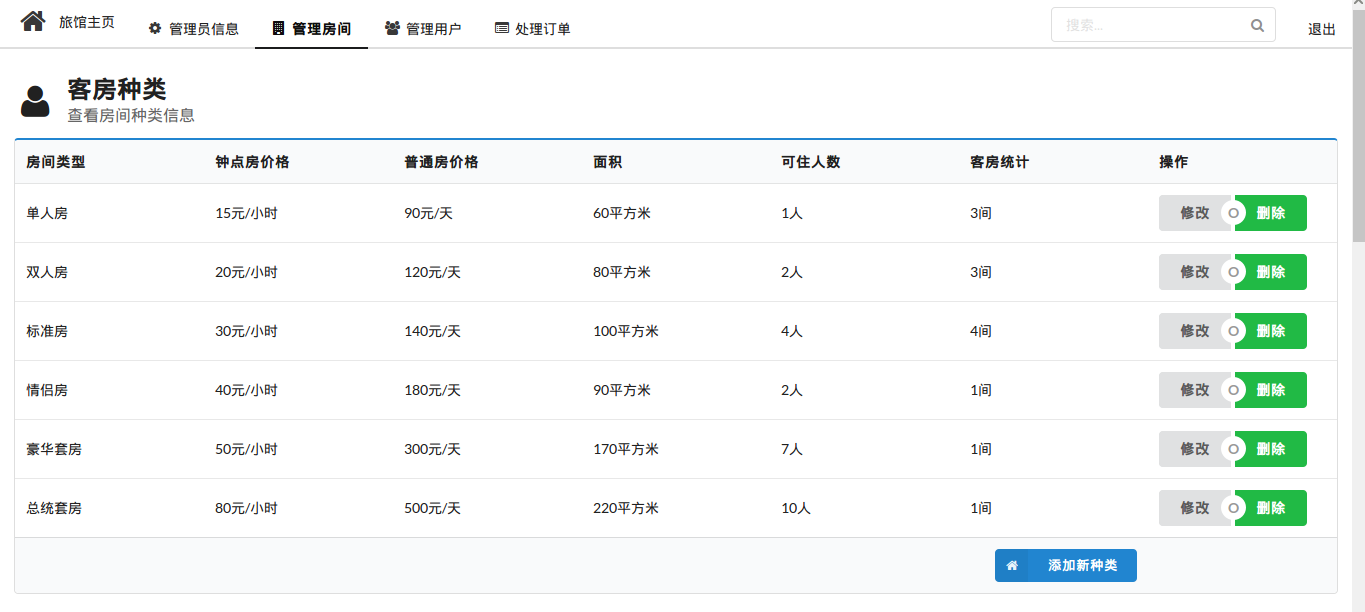 旅馆主页 管理员信息 管理房间 管理用户 处理订单 搜索... 退出
客房种类
查看房间种类信息
房间类型 钟点房价格 普通房价格 面积 可住人数 客房统计 操作
单人房 15元/小时 90元/天 60平方米 1人 3间 修改 O 删除
双人房 20元/小时 120元/天 80平方米 2人 3间 修改 O 删除
标准房 30元/小时 140元/天 100平方米 4人 4间 修改 O 删除
情侣房 40元/小时 180元/天 90平方米 2人 1间 修改 O 删除
豪华套房 50元/小时 300元/天 170平方米 7人 1间 修改 O 删除
总统套房 80元/小时 500元/天 220平方米 10人 1间 修改 O 删除
添加新种类